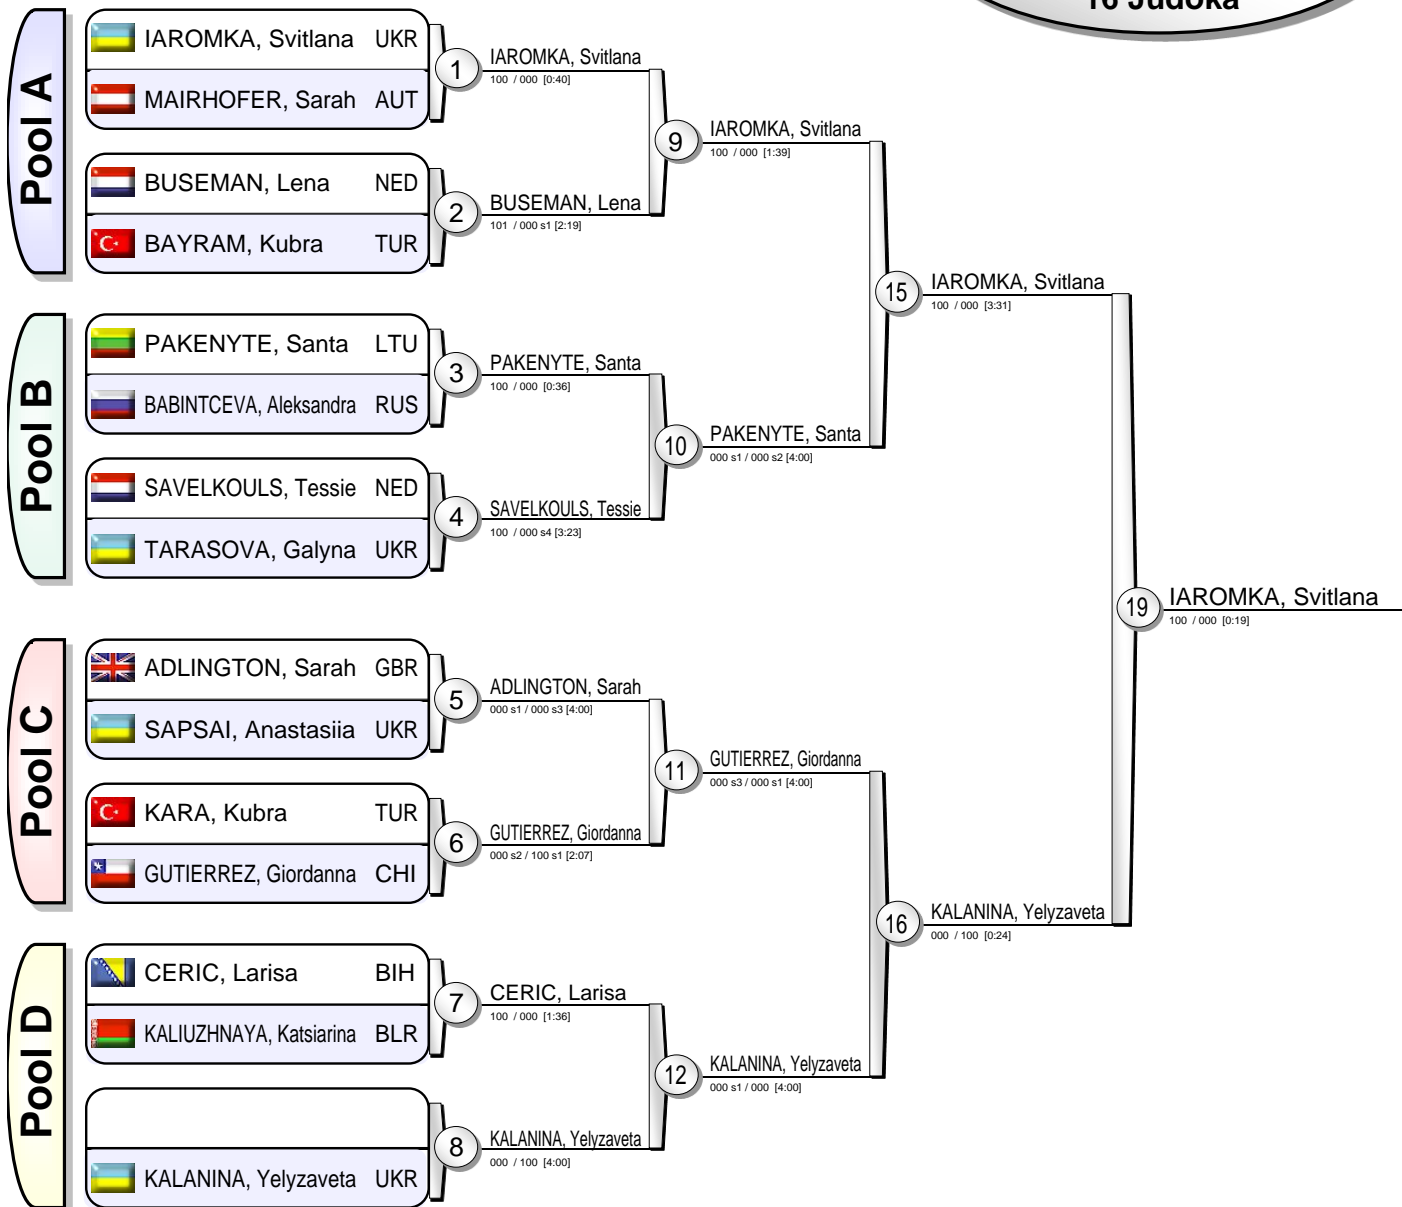 16 Judoka
Pool A
IAROMKA, Svitlana UKR
MAIRHOFER, Sarah AUT
1
IAROMKA, Svitlana
100 / 000 [0:40]
BUSEMAN, Lena NED
BAYRAM, Kubra TUR
2
BUSEMAN, Lena
101 / 000 s1 [2:19]
9
IAROMKA, Svitlana
100 / 000 [1:39]
Pool B
PAKENYTE, Santa LTU
BABINTCEVA, Aleksandra RUS
3
PAKENYTE, Santa
100 / 000 [0:36]
SAVELKOULS, Tessie NED
TARASOVA, Galyna UKR
4
SAVELKOULS, Tessie
100 / 000 s4 [3:23]
10
PAKENYTE, Santa
000 s1 / 000 s2 [4:00]
15
IAROMKA, Svitlana
100 / 000 [3:31]
Pool C
ADLINGTON, Sarah GBR
SAPSAI, Anastasiia UKR
5
ADLINGTON, Sarah
000 s1 / 000 s3 [4:00]
KARA, Kubra TUR
GUTIERREZ, Giordanna CHI
6
GUTIERREZ, Giordanna
000 s2 / 100 s1 [2:07]
11
GUTIERREZ, Giordanna
000 s3 / 000 s1 [4:00]
Pool D
CERIC, Larisa BIH
KALIUZHNAYA, Katsiarina BLR
7
CERIC, Larisa
100 / 000 [1:36]
KALANINA, Yelyzaveta UKR
8
KALANINA, Yelyzaveta
000 / 100 [4:00]
12
KALANINA, Yelyzaveta
000 s1 / 000 [4:00]
16
KALANINA, Yelyzaveta
000 / 100 [0:24]
19
IAROMKA, Svitlana
100 / 000 [0:19]